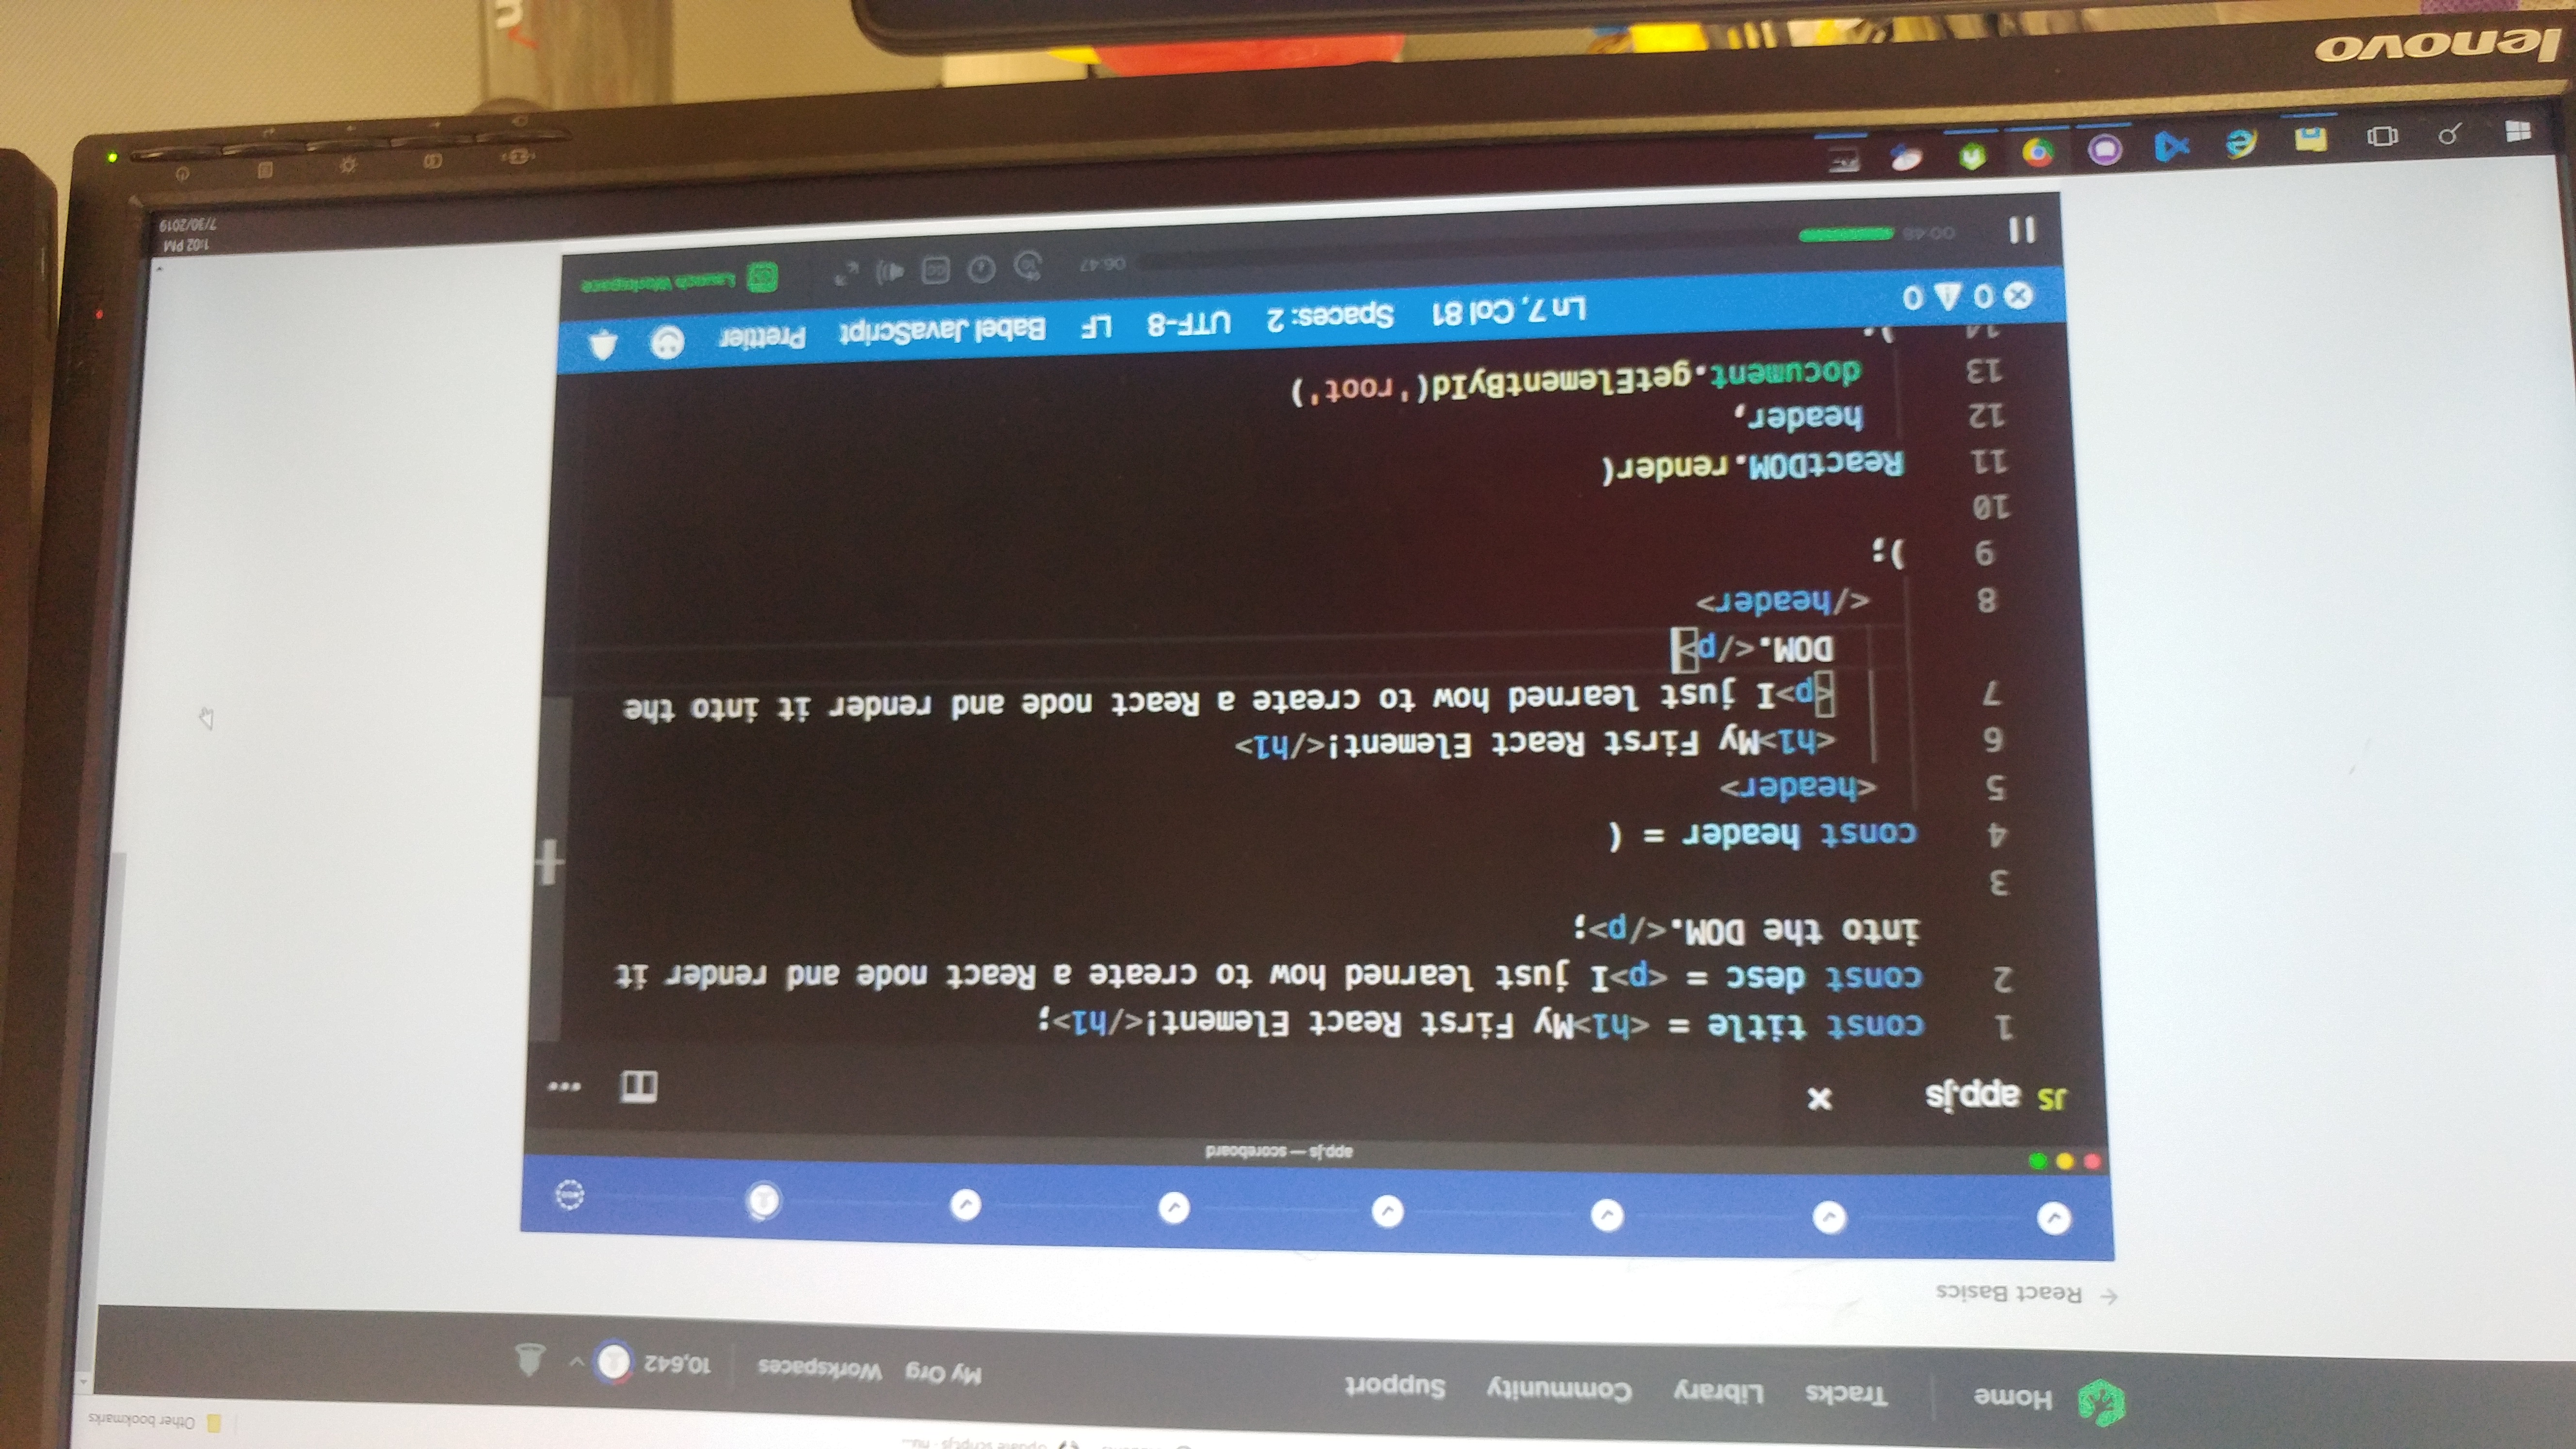 Other bookmarks
Home Tracks Library Community Support My Org Workspaces 10,642
← React Basics
app.js — scoreboard
JS app.js ×
1 const title = <h1>My First React Element!</h1>;
2 const desc = <p>I just learned how to create a React node and render it
into the DOM.</p>;
3
4 const header = (
5 <header>
6 <h1>My First React Element!</h1>
7 <p>I just learned how to create a React node and render it into the
DOM.</p>
8 </header>
9 );
10
11 ReactDOM.render(
12 header,
13 document.getElementById('root')
14 );
0 0 Ln 7, Col 81 Spaces: 2 UTF-8 LF Babel JavaScript Prettier
00:48 06:47 Launch Workspace
1:02 PM
7/30/2019
lenovo